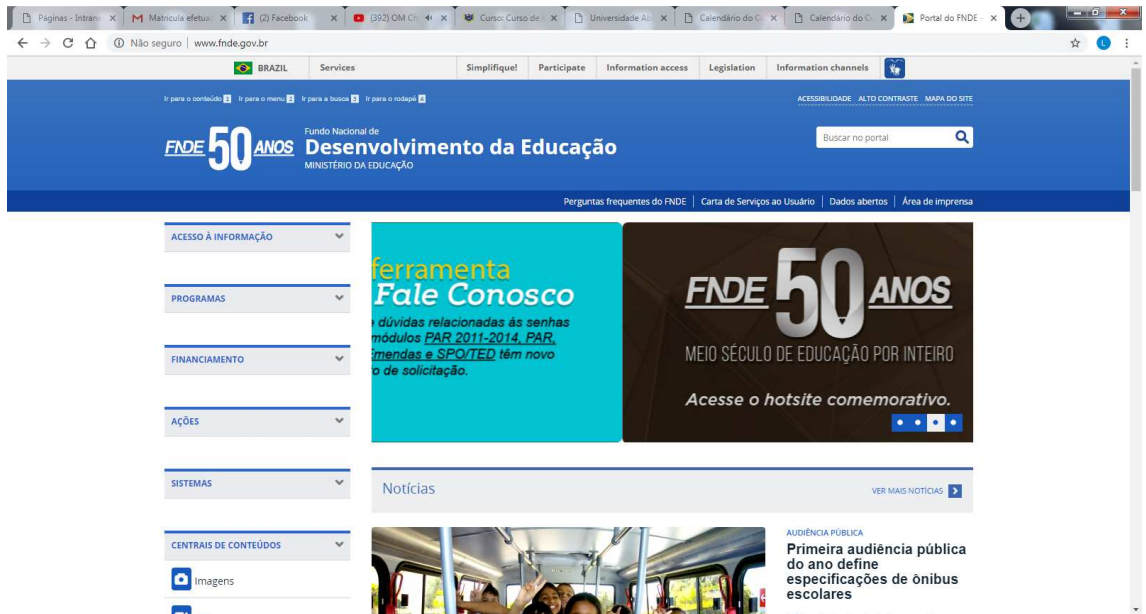 Páginas - Intran
Matricula efetua
(2) Facebook
(392) OM Ch
Curso: Curso de
Universidade Ab
Calendário do C
Calendário do C
Portal do FNDE -
Não seguro | www.fnde.gov.br
L
BRAZIL Services Simplifique! Participate Information access Legislation Information channels
Ir para o conteúdo 1 Ir para o menu 2 Ir para a busca 3 Ir para o rodapé 4
ACESSIBILIDADE ALTO CONTRASTE MAPA DO SITE
FNDE 50 ANOS
Fundo Nacional de
Desenvolvimento da Educação
MINISTÉRIO DA EDUCAÇÃO
Buscar no portal
Perguntas frequentes do FNDE | Carta de Serviços ao Usuário | Dados abertos | Área de imprensa
ACESSO À INFORMAÇÃO
PROGRAMAS
FINANCIAMENTO
AÇÕES
SISTEMAS
CENTRAIS DE CONTEÚDOS
Imagens
ferramenta
Fale Conosco
dúvidas relacionadas às senhas
módulos PAR 2011-2014, PAR,
mendas e SPO/TED têm novo
o de solicitação.
FNDE 50 ANOS
MEIO SÉCULO DE EDUCAÇÃO POR INTEIRO
Acesse o hotsite comemorativo.
Notícias
VER MAIS NOTÍCIAS
AUDIÊNCIA PÚBLICA
Primeira audiência pública
do ano define
especificações de ônibus
escolares